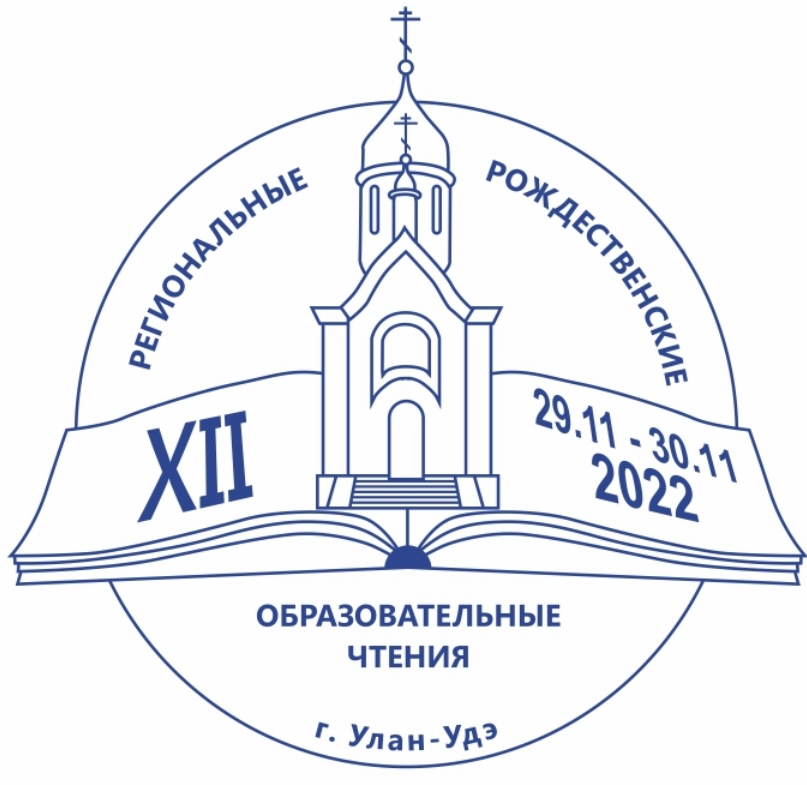 РЕГИОНАЛЬНЫЕ
РОЖДЕСТВЕНСКИЕ
XII
29.11 - 30.11
2022
ОБРАЗОВАТЕЛЬНЫЕ
ЧТЕНИЯ
г. Улан-Удэ